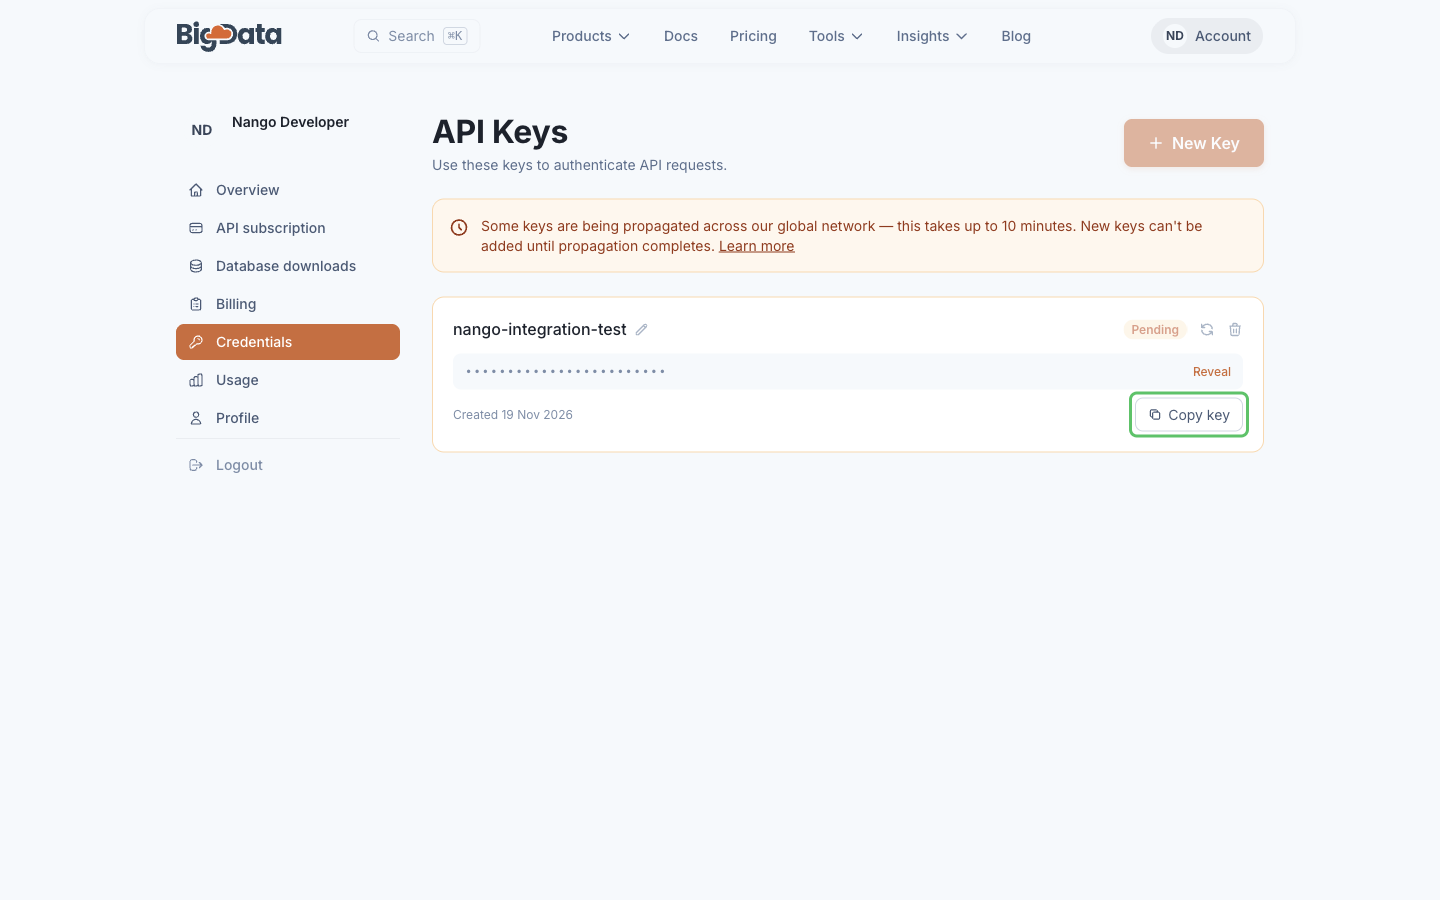 BigDataCloud
Search ⌘K
Products
Docs
Pricing
Tools
Insights
Blog
ND Account
ND
Nango Developer
Overview
API subscription
Database downloads
Billing
Credentials
Usage
Profile
Logout
API Keys
Use these keys to authenticate API requests.
New Key
Some keys are being propagated across our global network — this takes up to 10 minutes. New keys can't be
added until propagation completes. Learn more
nango-integration-test
Pending
••••••••••••••••••••••••
Reveal
Created 19 Nov 2026
Copy key